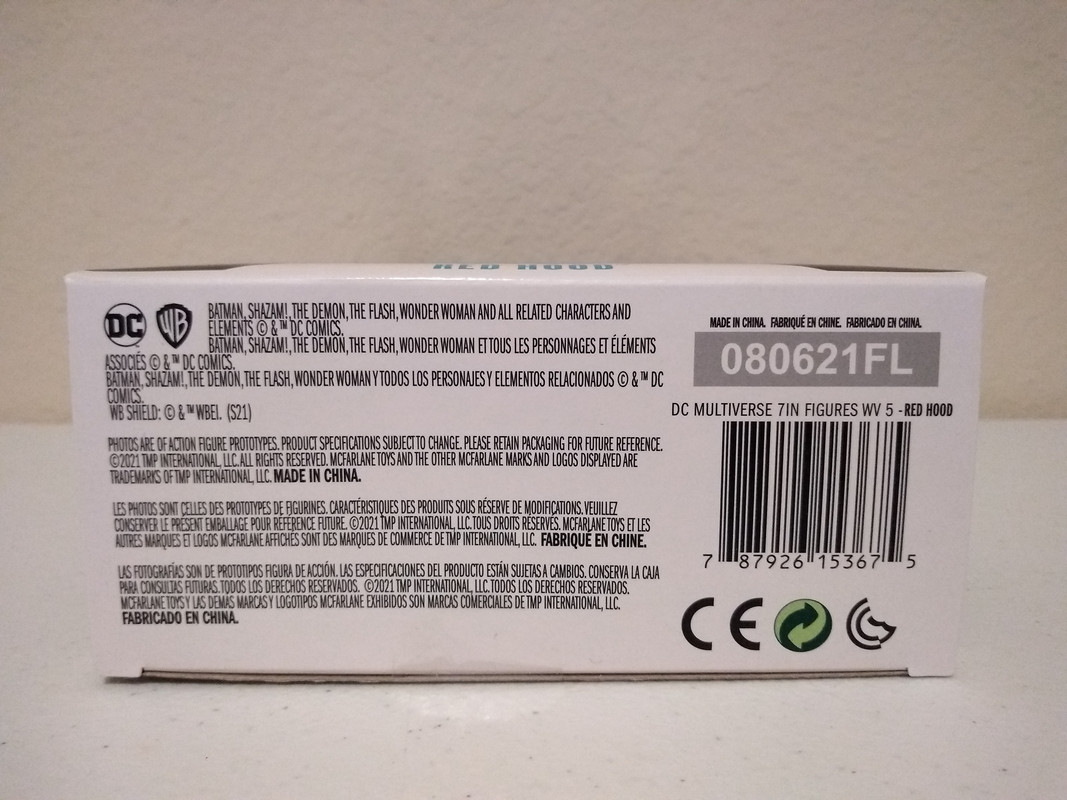 RED HOOD
DC
WB
BATMAN, SHAZAM!, THE DEMON, THE FLASH, WONDER WOMAN AND ALL RELATED CHARACTERS AND
ELEMENTS © & ™ DC COMICS.
BATMAN, SHAZAM!, THE DEMON, THE FLASH, WONDER WOMAN ET TOUS LES PERSONNAGES ET ÉLÉMENTS
ASSOCIÉS © & ™ DC COMICS.
BATMAN, SHAZAM!, THE DEMON, THE FLASH, WONDER WOMAN Y TODOS LOS PERSONAJES Y ELEMENTOS RELACIONADOS © & ™ DC
COMICS.
WB SHIELD: © & ™ WBEI. (S21)
PHOTOS ARE OF ACTION FIGURE PROTOTYPES. PRODUCT SPECIFICATIONS SUBJECT TO CHANGE. PLEASE RETAIN PACKAGING FOR FUTURE REFERENCE.
©2021 TMP INTERNATIONAL, LLC. ALL RIGHTS RESERVED. MCFARLANE TOYS AND THE OTHER MCFARLANE MARKS AND LOGOS DISPLAYED ARE
TRADEMARKS OF TMP INTERNATIONAL, LLC. MADE IN CHINA.
LES PHOTOS SONT CELLES DES PROTOTYPES DE FIGURINES. CARACTÉRISTIQUES DES PRODUITS SOUS RÉSERVE DE MODIFICATIONS. VEUILLEZ
CONSERVER LE PRÉSENT EMBALLAGE POUR RÉFÉRENCE FUTURE. ©2021 TMP INTERNATIONAL, LLC. TOUS DROITS RÉSERVÉS. MCFARLANE TOYS ET LES
AUTRES MARQUES ET LOGOS MCFARLANE AFFICHÉS SONT DES MARQUES DE COMMERCE DE TMP INTERNATIONAL, LLC. FABRIQUÉ EN CHINE.
LAS FOTOGRAFÍAS SON DE PROTOTIPOS FIGURA DE ACCIÓN. LAS ESPECIFICACIONES DEL PRODUCTO ESTÁN SUJETAS A CAMBIOS. CONSERVA LA CAJA
PARA CONSULTAS FUTURAS. TODOS LOS DERECHOS RESERVADOS. ©2021 TMP INTERNATIONAL, LLC. TODOS LOS DERECHOS RESERVADOS.
MCFARLANE TOYS Y LAS DEMAS MARCAS Y LOGOTIPOS MCFARLANE EXHIBIDOS SON MARCAS COMERCIALES DE TMP INTERNATIONAL, LLC.
FABRICADO EN CHINA.
MADE IN CHINA. FABRIQUÉ EN CHINE. FABRICADO EN CHINA.
080621FL
DC MULTIVERSE 7IN FIGURES WV 5 - RED HOOD
7 87926 15367 5
CE